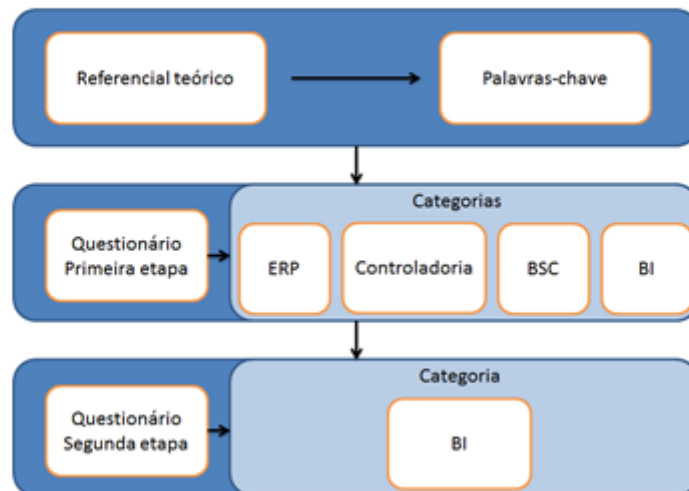 Referencial teórico
Palavras-chave
Categorias
Questionário
Primeira etapa
ERP
Controladoria
BSC
BI
Categoria
Questionário
Segunda etapa
BI